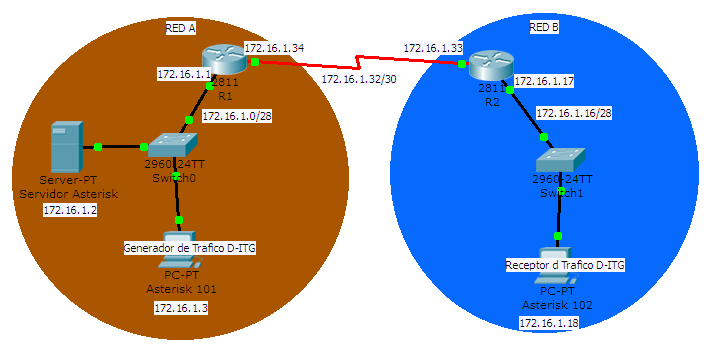 RED A
RED B
172.16.1.34
172.16.1.33
172.16.1.1
172.16.1.32/30
2811
R1
2811
R2
172.16.1.17
172.16.1.0/28
172.16.1.16/28
2960-24TT
Switch0
2960-24TT
Switch1
Server-PT
Servidor Asterisk
172.16.1.2
Generador de Trafico D-ITG
PC-PT
Asterisk 101
172.16.1.3
Receptor d Trafico D-ITG
PC-PT
Asterisk 102
172.16.1.18